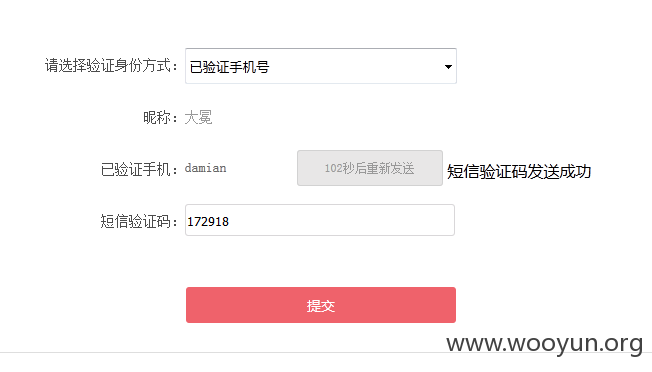 请选择验证身份方式： 已验证手机号
昵称： 大冕
已验证手机： damian 102秒后重新发送 短信验证码发送成功
短信验证码： 172918
提交
www.wooyun.org